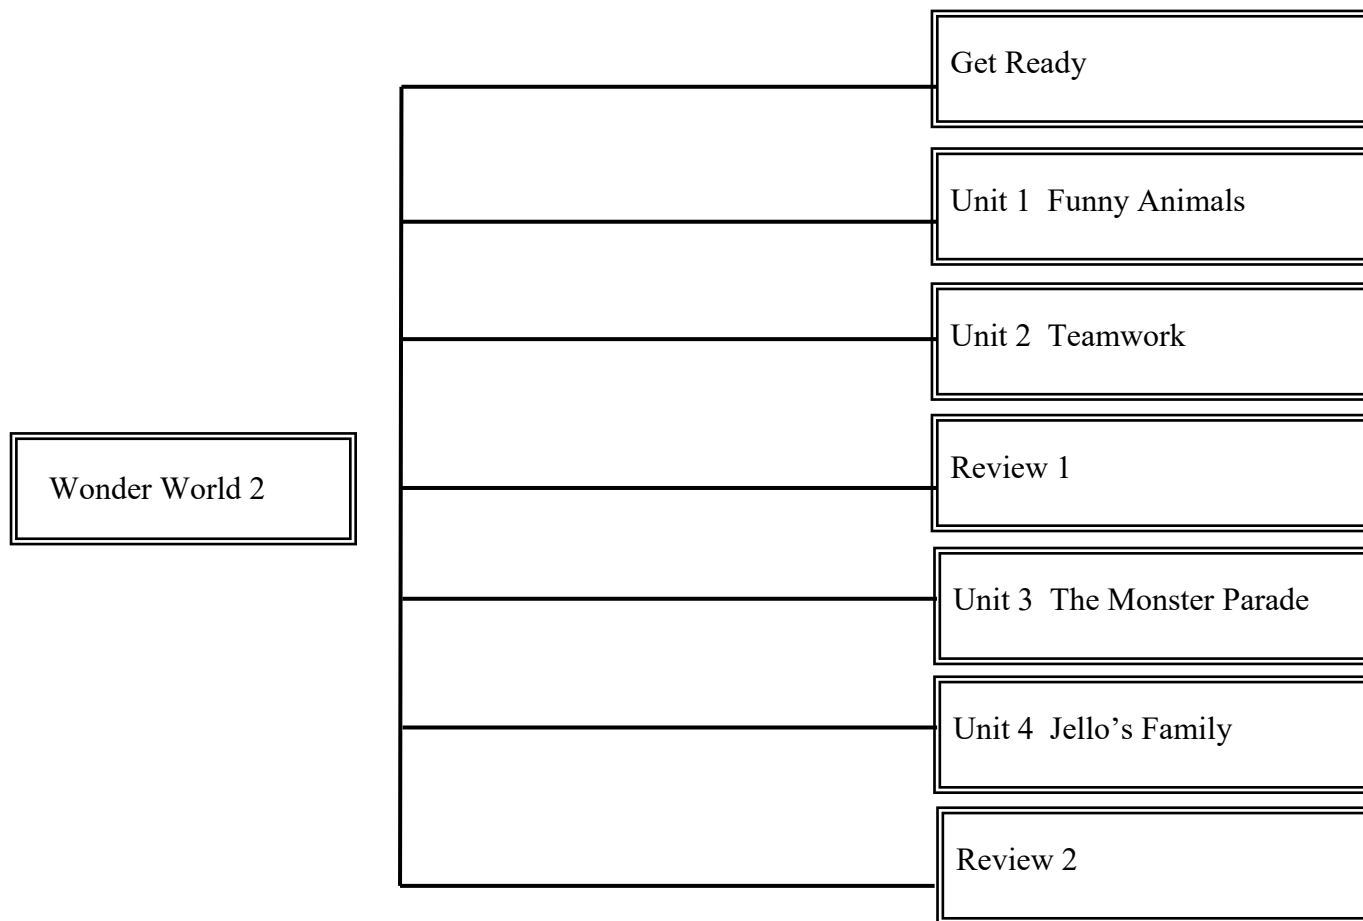 Get Ready
Unit 1  Funny Animals
Unit 2  Teamwork
Review 1
Wonder World 2
Unit 3  The Monster Parade
Unit 4  Jello’s Family
Review 2